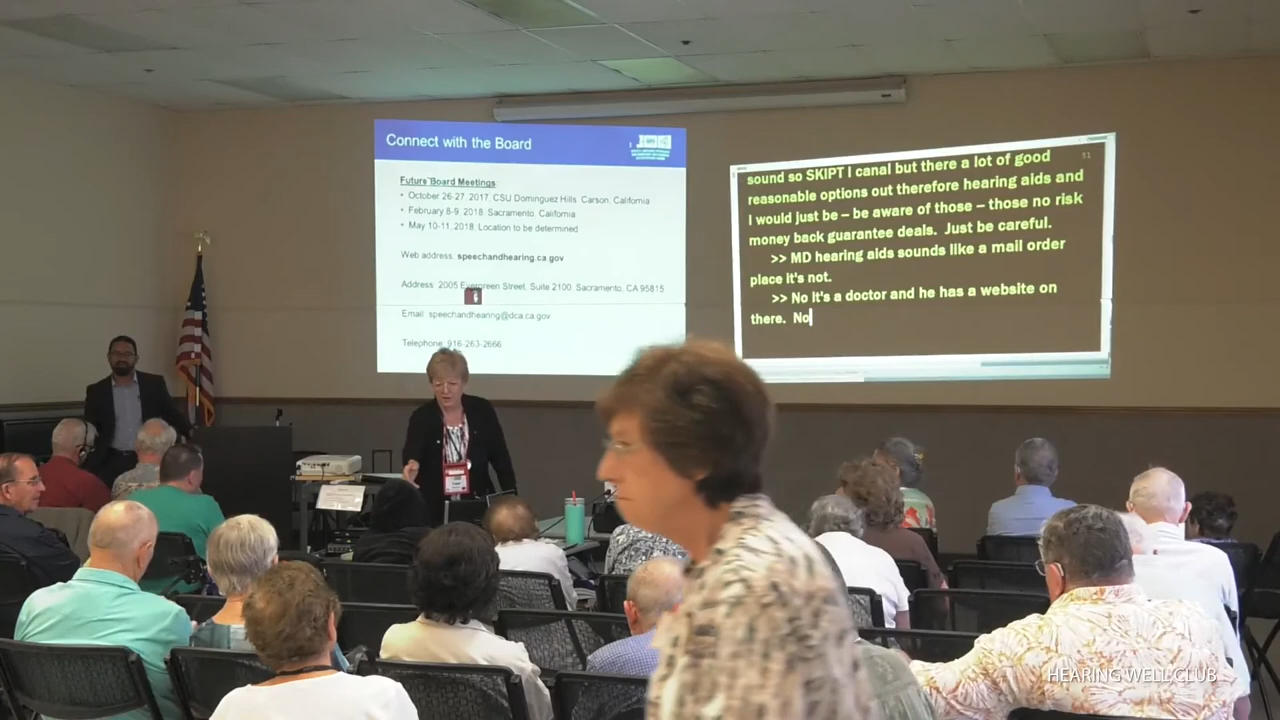 Connect with the Board
Future Board Meetings
• October 26-27, 2017, CSU Dominguez Hills, Carson, California
• February 8-9, 2018, Sacramento, California
• May 10-11, 2018, Location to be determined
Web address: speechandhearing.ca.gov
Address: 2005 Evergreen Street, Suite 2100, Sacramento, CA 95815
Email: speechandhearing@dca.ca.gov
Telephone: 916-263-2666
51
sound so SKIPT I canal but there a lot of good
reasonable options out therefore hearing aids and
I would just be – be aware of those – those no risk
money back guarantee deals.  Just be careful.
>> MD hearing aids sounds like a mail order
place it's not.
>> No it's a doctor and he has a website on
there.  No
HEARING WELL CLUB